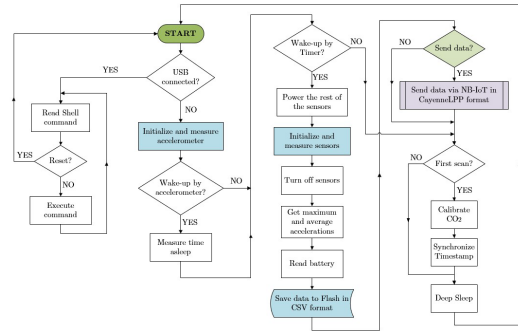 START
YES
USB
connected?
NO
Read Shell
command
YES
Reset?
NO
Execute
command
Initialize and measure
accelerometer
Wake-up by
accelerometer?
NO
YES
Measure time
asleep
Wake-up by
Timer?
NO
YES
Power the rest of
the sensors
Initialize and
measure sensors
Turn off sensors
Get maximum
and average
accelerations
Read battery
Save data to Flash in
CSV format
NO
Send data?
YES
Send data via NB-IoT in
CayenneLPP format
First scan?
NO
YES
Calibrate
CO2
Synchronize
Timestamp
Deep Sleep